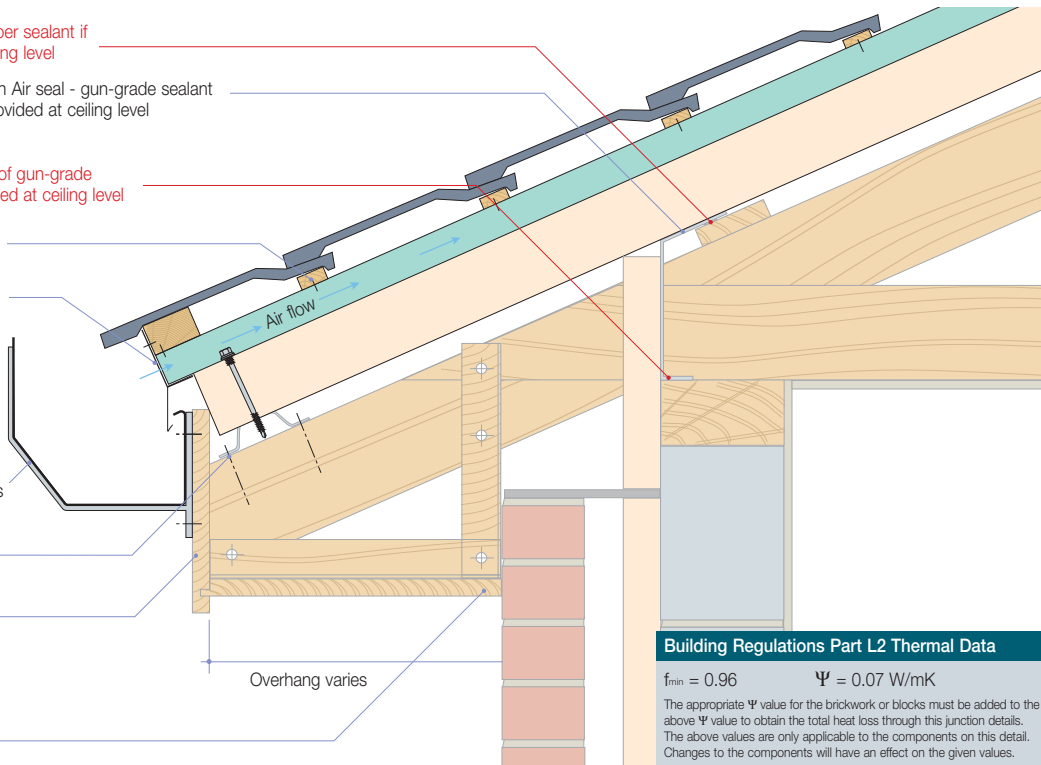 per sealant if
ng level
n Air seal - gun-grade sealant
ovided at ceiling level
of gun-grade
ed at ceiling level
Air flow
s
Overhang varies
Building Regulations Part L2 Thermal Data
fmin = 0.96 Ψ = 0.07 W/mK
The appropriate Ψ value for the brickwork or blocks must be added to the
above Ψ value to obtain the total heat loss through this junction details.
The above values are only applicable to the components on this detail.
Changes to the components will have an effect on the given values.